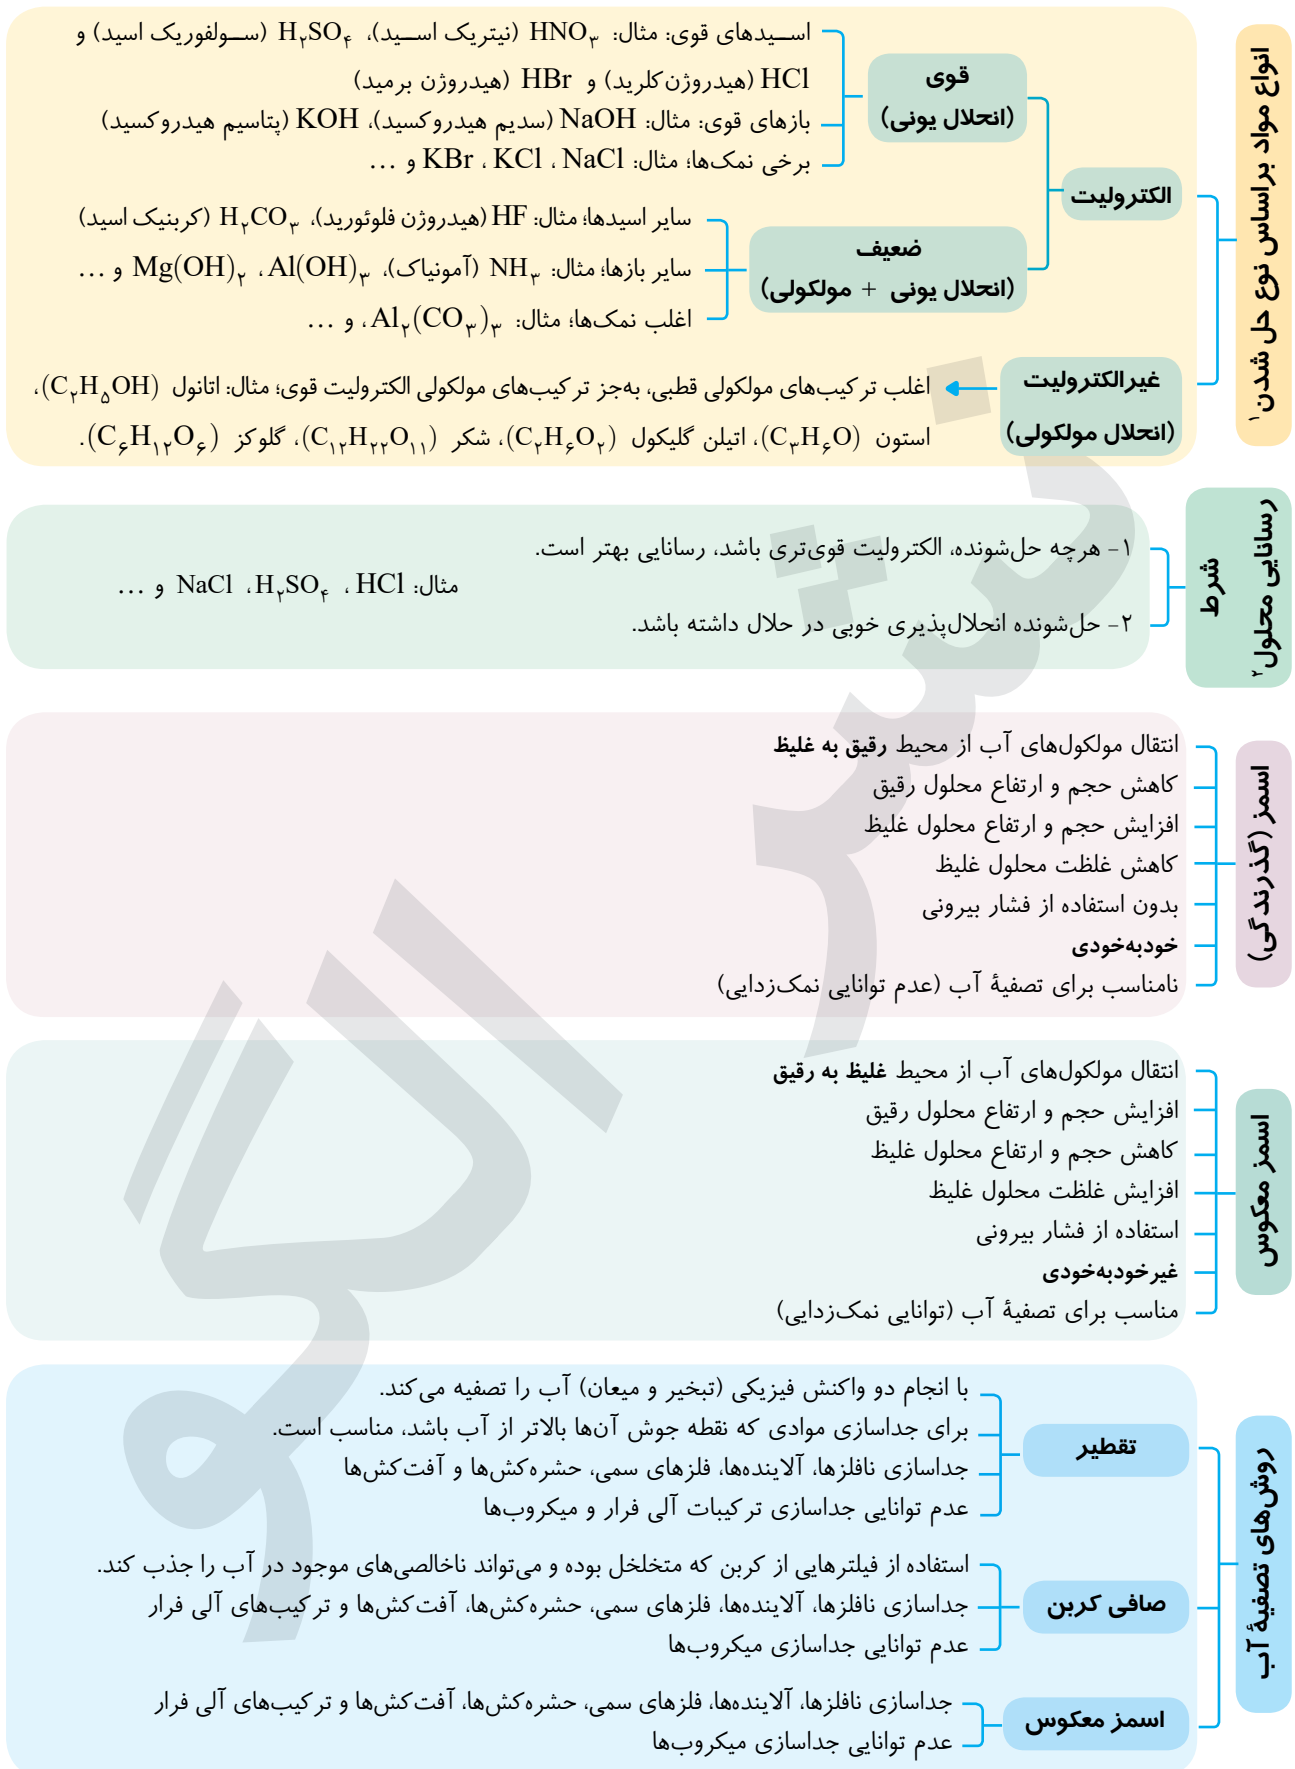 انواع مواد براساس نوع حل شدن۱
الکترولیت
قوی
(انحلال یونی)
اسیدهای قوی: مثال: HNO۳ (نیتریک اسید)، H۲SO۴ (سولفوریک اسید) و
HCl (هیدروژن کلرید) و HBr (هیدروژن برمید)
بازهای قوی: مثال: NaOH (سدیم هیدروکسید)، KOH (پتاسیم هیدروکسید)
برخی نمک‌ها؛ مثال: NaCl ، KCl ، KBr و ...
ضعیف
(انحلال یونی + مولکولی)
سایر اسیدها؛ مثال: HF (هیدروژن فلوئورید)، H۲CO۳ (کربنیک اسید)
سایر بازها؛ مثال: NH۳ (آمونیاک)، Al(OH)۳ ، Mg(OH)۲ و ...
اغلب نمک‌ها؛ مثال: Al۲(CO۳)۳ ، و ...
غیرالکترولیت
(انحلال مولکولی)
اغلب ترکیب‌های مولکولی قطبی، به‌جز ترکیب‌های مولکولی الکترولیت قوی؛ مثال: اتانول (C۲H۵OH)،
استون (C۳H۶O)، اتیلن گلیکول (C۲H۶O۲)، شکر (C۱۲H۲۲O۱۱)، گلوکز (C۶H۱۲O۶).
رسانایی محلول۲
شرط
۱- هرچه حل‌شونده، الکترولیت قوی‌تری باشد، رسانایی بهتر است.
مثال: HCl ، H۲SO۴ ، NaCl و ...
۲- حل‌شونده انحلال‌پذیری خوبی در حلال داشته باشد.
اسمز (گذرندگی)
انتقال مولکول‌های آب از محیط رقیق به غلیظ
کاهش حجم و ارتفاع محلول رقیق
افزایش حجم و ارتفاع محلول غلیظ
کاهش غلظت محلول غلیظ
بدون استفاده از فشار بیرونی
خودبه‌خودی
نامناسب برای تصفیهٔ آب (عدم توانایی نمک‌زدایی)
اسمز معکوس
انتقال مولکول‌های آب از محیط غلیظ به رقیق
افزایش حجم و ارتفاع محلول رقیق
کاهش حجم و ارتفاع محلول غلیظ
افزایش غلظت محلول غلیظ
استفاده از فشار بیرونی
غیرخودبه‌خودی
مناسب برای تصفیهٔ آب (توانایی نمک‌زدایی)
روش‌های تصفیهٔ آب
تقطیر
با انجام دو واکنش فیزیکی (تبخیر و میعان) آب را تصفیه می‌کند.
برای جداسازی موادی که نقطه جوش آن‌ها بالاتر از آب باشد، مناسب است.
جداسازی نافلزها، آلاینده‌ها، فلزهای سمی، حشره‌کش‌ها و آفت‌کش‌ها
عدم توانایی جداسازی ترکیبات آلی فرار و میکروب‌ها
صافی کربن
استفاده از فیلترهایی از کربن که متخلخل بوده و می‌تواند ناخالصی‌های موجود در آب را جذب کند.
جداسازی نافلزها، آلاینده‌ها، فلزهای سمی، حشره‌کش‌ها، آفت‌کش‌ها و ترکیب‌های آلی فرار
عدم توانایی جداسازی میکروب‌ها
اسمز معکوس
جداسازی نافلزها، آلاینده‌ها، فلزهای سمی، حشره‌کش‌ها، آفت‌کش‌ها و ترکیب‌های آلی فرار
عدم توانایی جداسازی میکروب‌ها
نشر الگو